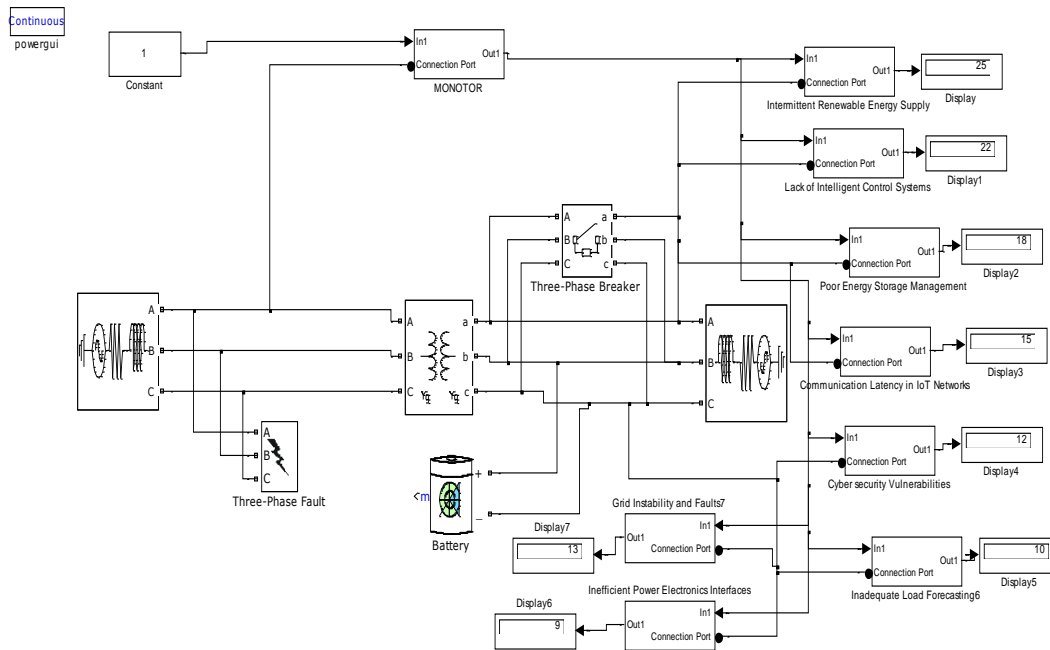 Continuous
powergui
1
Constant
In1
Connection Port
Out1
MONOTOR
In1
Connection Port
Out1
Intermittent Renewable Energy Supply
25
Display
In1
Connection Port
Out1
Lack of Intelligent Control Systems
22
Display1
A
B
C
a
b
c
Three-Phase Breaker
In1
Connection Port
Out1
Poor Energy Storage Management
18
Display2
A
B
C
A
B
C
a
b
c
Yg
Yg
A
B
C
In1
Connection Port
Out1
Communication Latency in IoT Networks
15
Display3
A
B
C
Three-Phase Fault
<m
+
_
Battery
In1
Connection Port
Out1
Cyber security Vulnerabilities
12
Display4
Grid Instability and Faults7
In1
Connection Port
Out1
Display7
13
In1
Connection Port
Out1
Inadequate Load Forecasting6
10
Display5
Inefficient Power Electronics Interfaces
In1
Connection Port
Out1
Display6
9